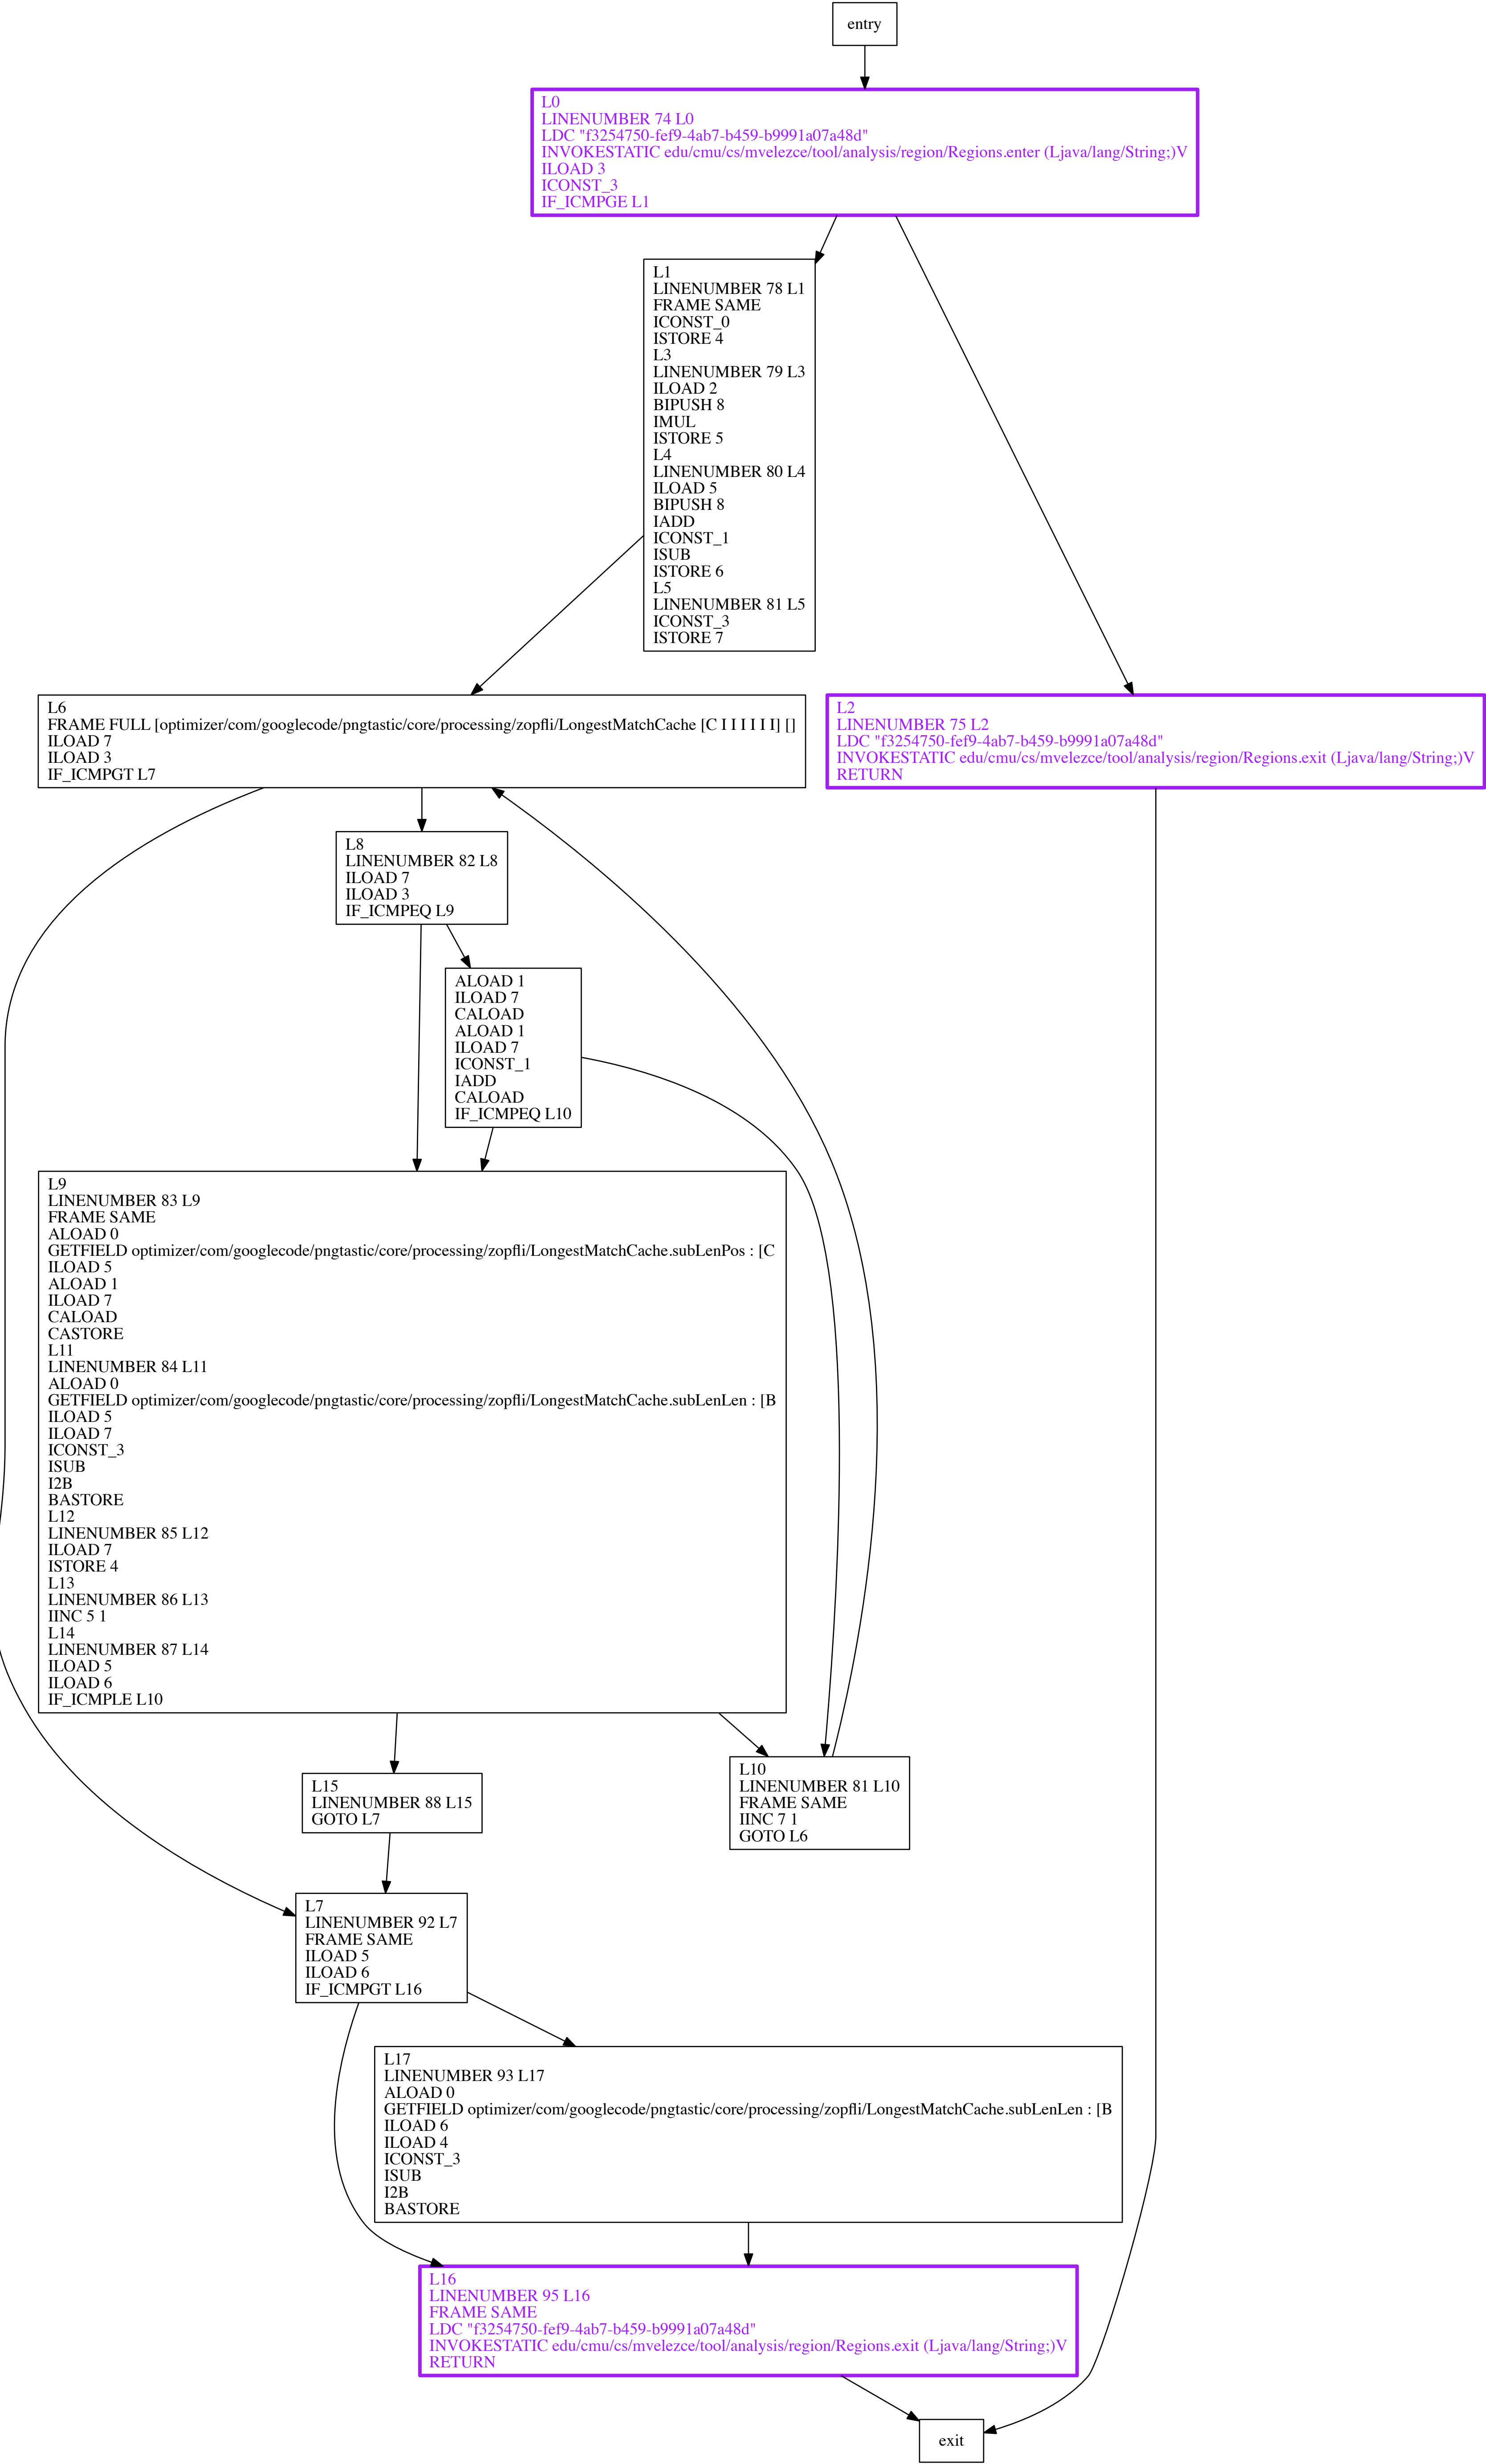 entry
L0
LINENUMBER 74 L0
LDC "f3254750-fef9-4ab7-b459-b9991a07a48d"
INVOKESTATIC edu/cmu/cs/mvelezce/tool/analysis/region/Regions.enter (Ljava/lang/String;)V
ILOAD 3
ICONST_3
IF_ICMPGE L1
L1
LINENUMBER 78 L1
FRAME SAME
ICONST_0
ISTORE 4
L3
LINENUMBER 79 L3
ILOAD 2
BIPUSH 8
IMUL
ISTORE 5
L4
LINENUMBER 80 L4
ILOAD 5
BIPUSH 8
IADD
ICONST_1
ISUB
ISTORE 6
L5
LINENUMBER 81 L5
ICONST_3
ISTORE 7
L6
FRAME FULL [optimizer/com/googlecode/pngtastic/core/processing/zopfli/LongestMatchCache [C I I I I I I] []
ILOAD 7
ILOAD 3
IF_ICMPGT L7
L2
LINENUMBER 75 L2
LDC "f3254750-fef9-4ab7-b459-b9991a07a48d"
INVOKESTATIC edu/cmu/cs/mvelezce/tool/analysis/region/Regions.exit (Ljava/lang/String;)V
RETURN
L8
LINENUMBER 82 L8
ILOAD 7
ILOAD 3
IF_ICMPEQ L9
ALOAD 1
ILOAD 7
CALOAD
ALOAD 1
ILOAD 7
ICONST_1
IADD
CALOAD
IF_ICMPEQ L10
L9
LINENUMBER 83 L9
FRAME SAME
ALOAD 0
GETFIELD optimizer/com/googlecode/pngtastic/core/processing/zopfli/LongestMatchCache.subLenPos : [C
ILOAD 5
ALOAD 1
ILOAD 7
CALOAD
CASTORE
L11
LINENUMBER 84 L11
ALOAD 0
GETFIELD optimizer/com/googlecode/pngtastic/core/processing/zopfli/LongestMatchCache.subLenLen : [B
ILOAD 5
ILOAD 7
ICONST_3
ISUB
I2B
BASTORE
L12
LINENUMBER 85 L12
ILOAD 7
ISTORE 4
L13
LINENUMBER 86 L13
IINC 5 1
L14
LINENUMBER 87 L14
ILOAD 5
ILOAD 6
IF_ICMPLE L10
L15
LINENUMBER 88 L15
GOTO L7
L10
LINENUMBER 81 L10
FRAME SAME
IINC 7 1
GOTO L6
L7
LINENUMBER 92 L7
FRAME SAME
ILOAD 5
ILOAD 6
IF_ICMPGT L16
L17
LINENUMBER 93 L17
ALOAD 0
GETFIELD optimizer/com/googlecode/pngtastic/core/processing/zopfli/LongestMatchCache.subLenLen : [B
ILOAD 6
ILOAD 4
ICONST_3
ISUB
I2B
BASTORE
L16
LINENUMBER 95 L16
FRAME SAME
LDC "f3254750-fef9-4ab7-b459-b9991a07a48d"
INVOKESTATIC edu/cmu/cs/mvelezce/tool/analysis/region/Regions.exit (Ljava/lang/String;)V
RETURN
exit